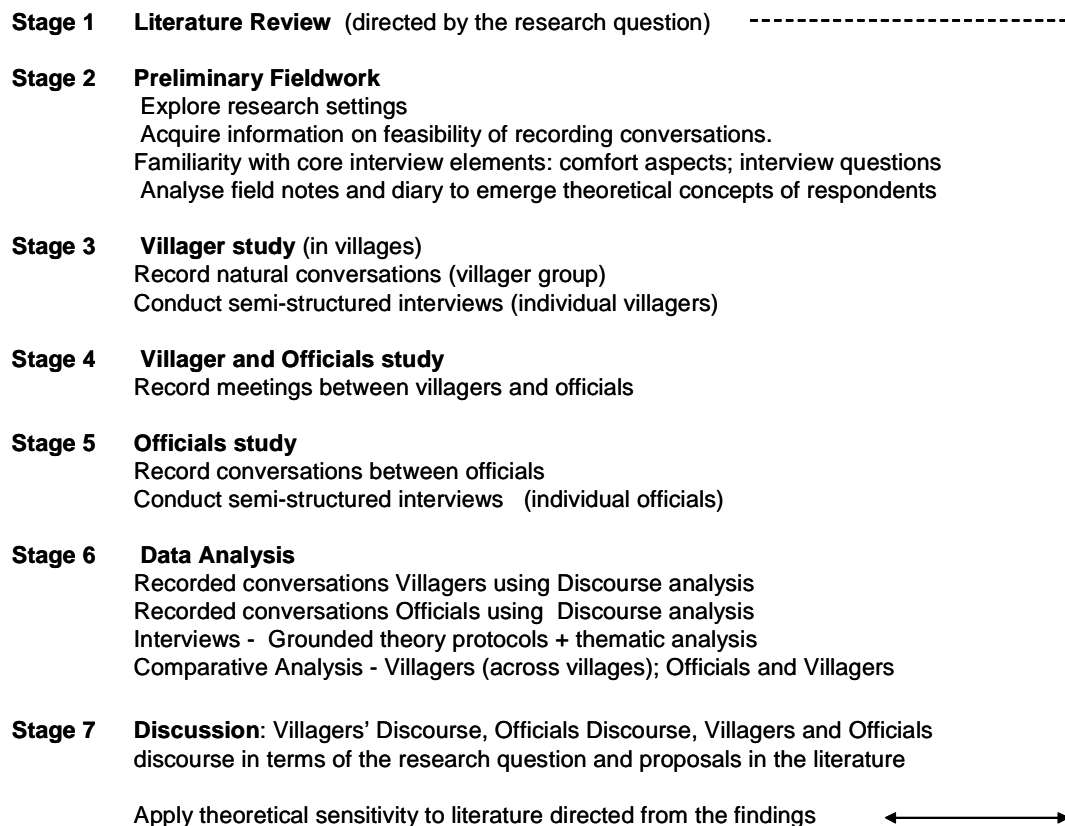 Stage 1 Literature Review (directed by the research question)
Stage 2 Preliminary Fieldwork
Explore research settings
Acquire information on feasibility of recording conversations.
Familiarity with core interview elements: comfort aspects; interview questions
Analyse field notes and diary to emerge theoretical concepts of respondents
Stage 3 Villager study (in villages)
Record natural conversations (villager group)
Conduct semi-structured interviews (individual villagers)
Stage 4 Villager and Officials study
Record meetings between villagers and officials
Stage 5 Officials study
Record conversations between officials
Conduct semi-structured interviews (individual officials)
Stage 6 Data Analysis
Recorded conversations Villagers using Discourse analysis
Recorded conversations Officials using Discourse analysis
Interviews - Grounded theory protocols + thematic analysis
Comparative Analysis - Villagers (across villages); Officials and Villagers
Stage 7 Discussion: Villagers' Discourse, Officials Discourse, Villagers and Officials
discourse in terms of the research question and proposals in the literature
Apply theoretical sensitivity to literature directed from the findings